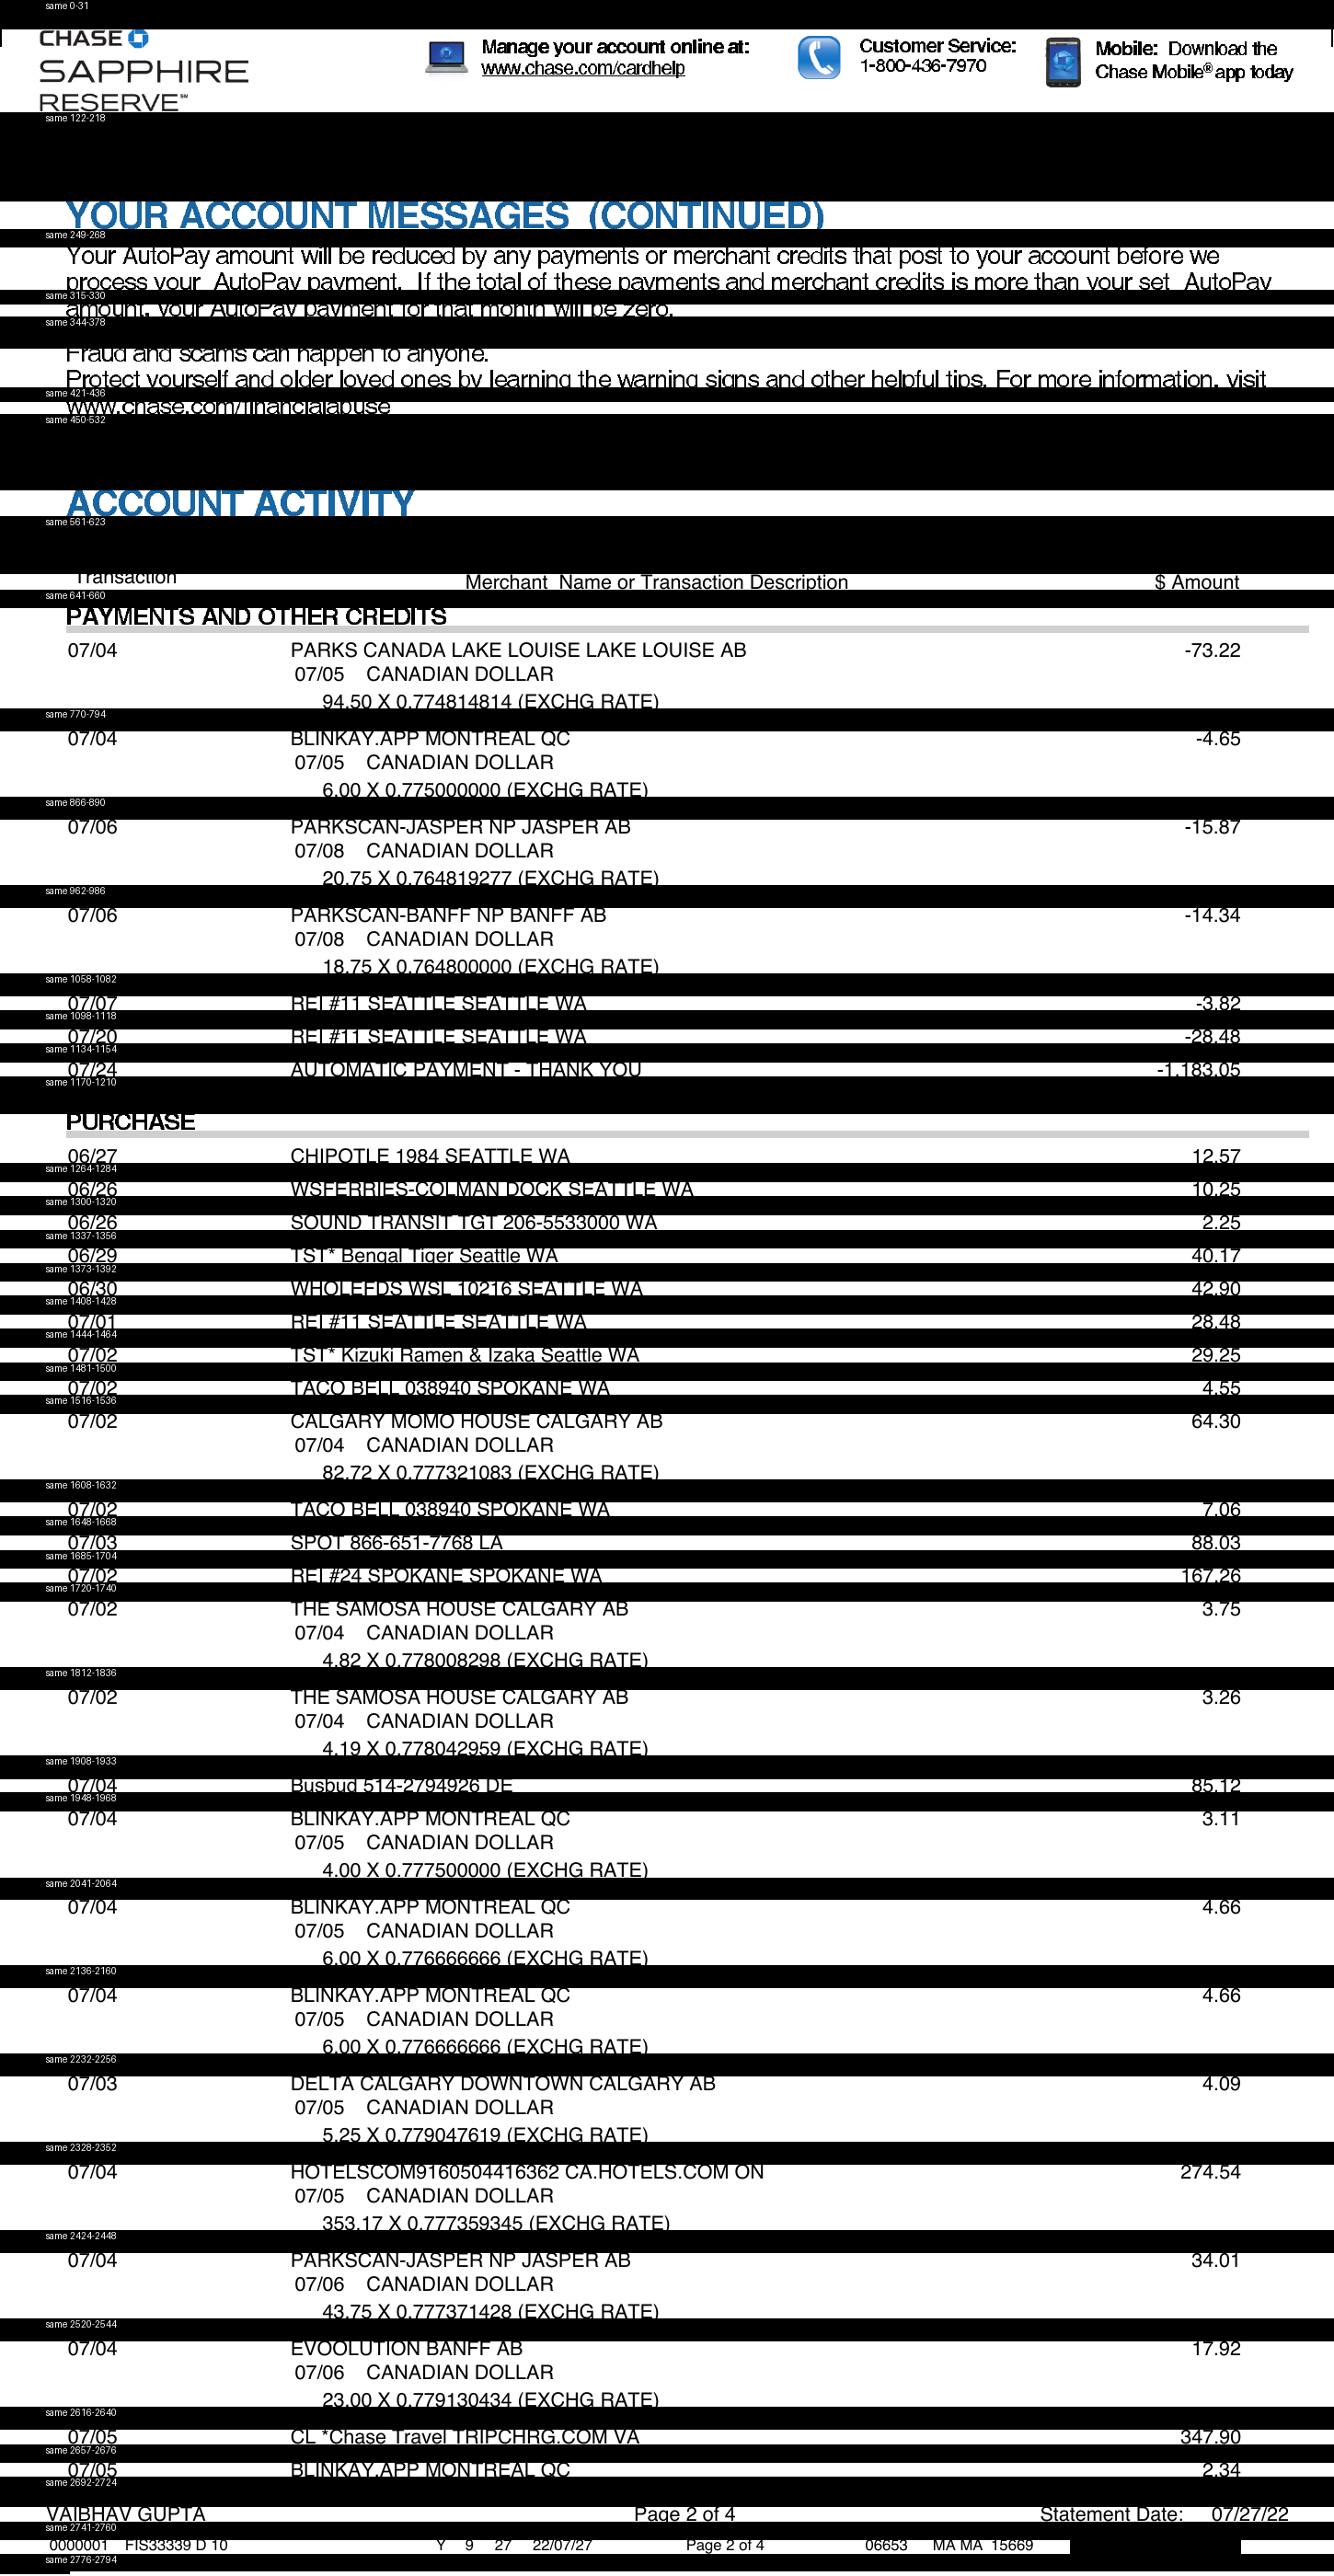 same 0-31
CHASE
SAPPHIRE
RESERVE℠
Manage your account online at:
www.chase.com/cardhelp
Customer Service:
1-800-436-7970
Mobile: Download the
Chase Mobile® app today
same 122-218
YOUR ACCOUNT MESSAGES (CONTINUED)
same 249-268
Your AutoPay amount will be reduced by any payments or merchant credits that post to your account before we
process your AutoPay payment. If the total of these payments and merchant credits is more than your set AutoPay
same 315-330
amount, your AutoPay payment for that month will be zero.
same 344-378
Fraud and scams can happen to anyone.
Protect yourself and older loved ones by learning the warning signs and other helpful tips. For more information, visit
same 421-436
www.chase.com/financialabuse
same 450-532
ACCOUNT ACTIVITY
same 561-623
Transaction Merchant Name or Transaction Description $ Amount
same 641-660
PAYMENTS AND OTHER CREDITS
07/04 PARKS CANADA LAKE LOUISE LAKE LOUISE AB -73.22
07/05 CANADIAN DOLLAR
94.50 X 0.774814814 (EXCHG RATE)
same 770-794
07/04 BLINKAY.APP MONTREAL QC -4.65
07/05 CANADIAN DOLLAR
6.00 X 0.775000000 (EXCHG RATE)
same 866-890
07/06 PARKSCAN-JASPER NP JASPER AB -15.87
07/08 CANADIAN DOLLAR
20.75 X 0.764819277 (EXCHG RATE)
same 962-986
07/06 PARKSCAN-BANFF NP BANFF AB -14.34
07/08 CANADIAN DOLLAR
18.75 X 0.764800000 (EXCHG RATE)
same 1058-1082
07/07 REI #11 SEATTLE SEATTLE WA -3.82
same 1098-1118
07/20 REI #11 SEATTLE SEATTLE WA -28.48
same 1134-1154
07/24 AUTOMATIC PAYMENT - THANK YOU -1,183.05
same 1170-1210
PURCHASE
06/27 CHIPOTLE 1984 SEATTLE WA 12.57
same 1264-1284
06/26 WSFERRIES-COLMAN DOCK SEATTLE WA 10.25
same 1300-1320
06/26 SOUND TRANSIT TGT 206-5533000 WA 2.25
same 1337-1356
06/29 TST* Bengal Tiger Seattle WA 40.17
same 1373-1392
06/30 WHOLEFDS WSL 10216 SEATTLE WA 42.90
same 1408-1428
07/01 REI #11 SEATTLE SEATTLE WA 28.48
same 1444-1464
07/02 TST* Kizuki Ramen & Izaka Seattle WA 29.25
same 1481-1500
07/02 TACO BELL 038940 SPOKANE WA 4.55
same 1516-1536
07/02 CALGARY MOMO HOUSE CALGARY AB 64.30
07/04 CANADIAN DOLLAR
82.72 X 0.777321083 (EXCHG RATE)
same 1608-1632
07/02 TACO BELL 038940 SPOKANE WA 7.06
same 1648-1668
07/03 SPOT 866-651-7768 LA 88.03
same 1685-1704
07/02 REI #24 SPOKANE SPOKANE WA 167.26
same 1720-1740
07/02 THE SAMOSA HOUSE CALGARY AB 3.75
07/04 CANADIAN DOLLAR
4.82 X 0.778008298 (EXCHG RATE)
same 1812-1836
07/02 THE SAMOSA HOUSE CALGARY AB 3.26
07/04 CANADIAN DOLLAR
4.19 X 0.778042959 (EXCHG RATE)
same 1908-1933
07/04 Busbud 514-2794926 DE 85.12
same 1948-1968
07/04 BLINKAY.APP MONTREAL QC 3.11
07/05 CANADIAN DOLLAR
4.00 X 0.777500000 (EXCHG RATE)
same 2041-2064
07/04 BLINKAY.APP MONTREAL QC 4.66
07/05 CANADIAN DOLLAR
6.00 X 0.776666666 (EXCHG RATE)
same 2136-2160
07/04 BLINKAY.APP MONTREAL QC 4.66
07/05 CANADIAN DOLLAR
6.00 X 0.776666666 (EXCHG RATE)
same 2232-2256
07/03 DELTA CALGARY DOWNTOWN CALGARY AB 4.09
07/05 CANADIAN DOLLAR
5.25 X 0.779047619 (EXCHG RATE)
same 2328-2352
07/04 HOTELSCOM9160504416362 CA.HOTELS.COM ON 274.54
07/05 CANADIAN DOLLAR
353.17 X 0.777359345 (EXCHG RATE)
same 2424-2448
07/04 PARKSCAN-JASPER NP JASPER AB 34.01
07/06 CANADIAN DOLLAR
43.75 X 0.777371428 (EXCHG RATE)
same 2520-2544
07/04 EVOOLUTION BANFF AB 17.92
07/06 CANADIAN DOLLAR
23.00 X 0.779130434 (EXCHG RATE)
same 2616-2640
07/05 CL *Chase Travel TRIPCHRG.COM VA 347.90
same 2657-2676
07/05 BLINKAY.APP MONTREAL QC 2.34
same 2692-2724
VAIBHAV GUPTA Page 2 of 4 Statement Date: 07/27/22
same 2741-2760
0000001 FIS33339 D 10 Y 9 27 22/07/27 Page 2 of 4 06653 MA MA 15669
same 2776-2794